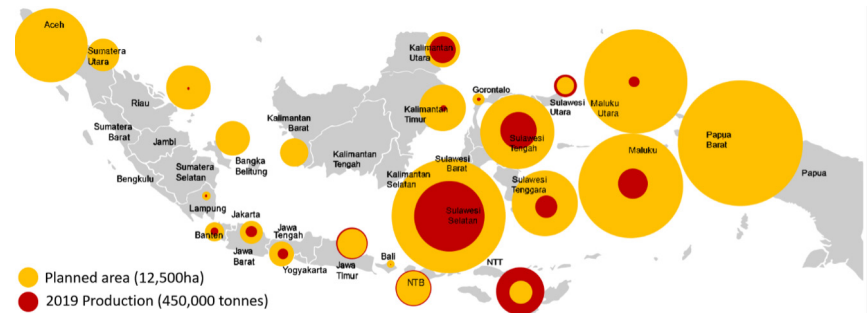 Aceh
Sumatera
Utara
Riau
Sumatera
Barat
Jambi
Bengkulu
Sumatera
Selatan
Bangka
Belitung
Lampung
Banten
Jakarta
Jawa
Barat
Jawa
Tengah
Yogyakarta
Jawa
Timur
Bali
NTB
NTT
Kalimantan
Barat
Kalimantan
Tengah
Kalimantan
Selatan
Kalimantan
Timur
Kalimantan
Utara
Gorontalo
Sulawesi
Utara
Sulawesi
Tengah
Sulawesi
Barat
Sulawesi
Selatan
Sulawesi
Tenggara
Maluku
Utara
Maluku
Papua
Barat
Papua
Planned area (12,500ha)
2019 Production (450,000 tonnes)